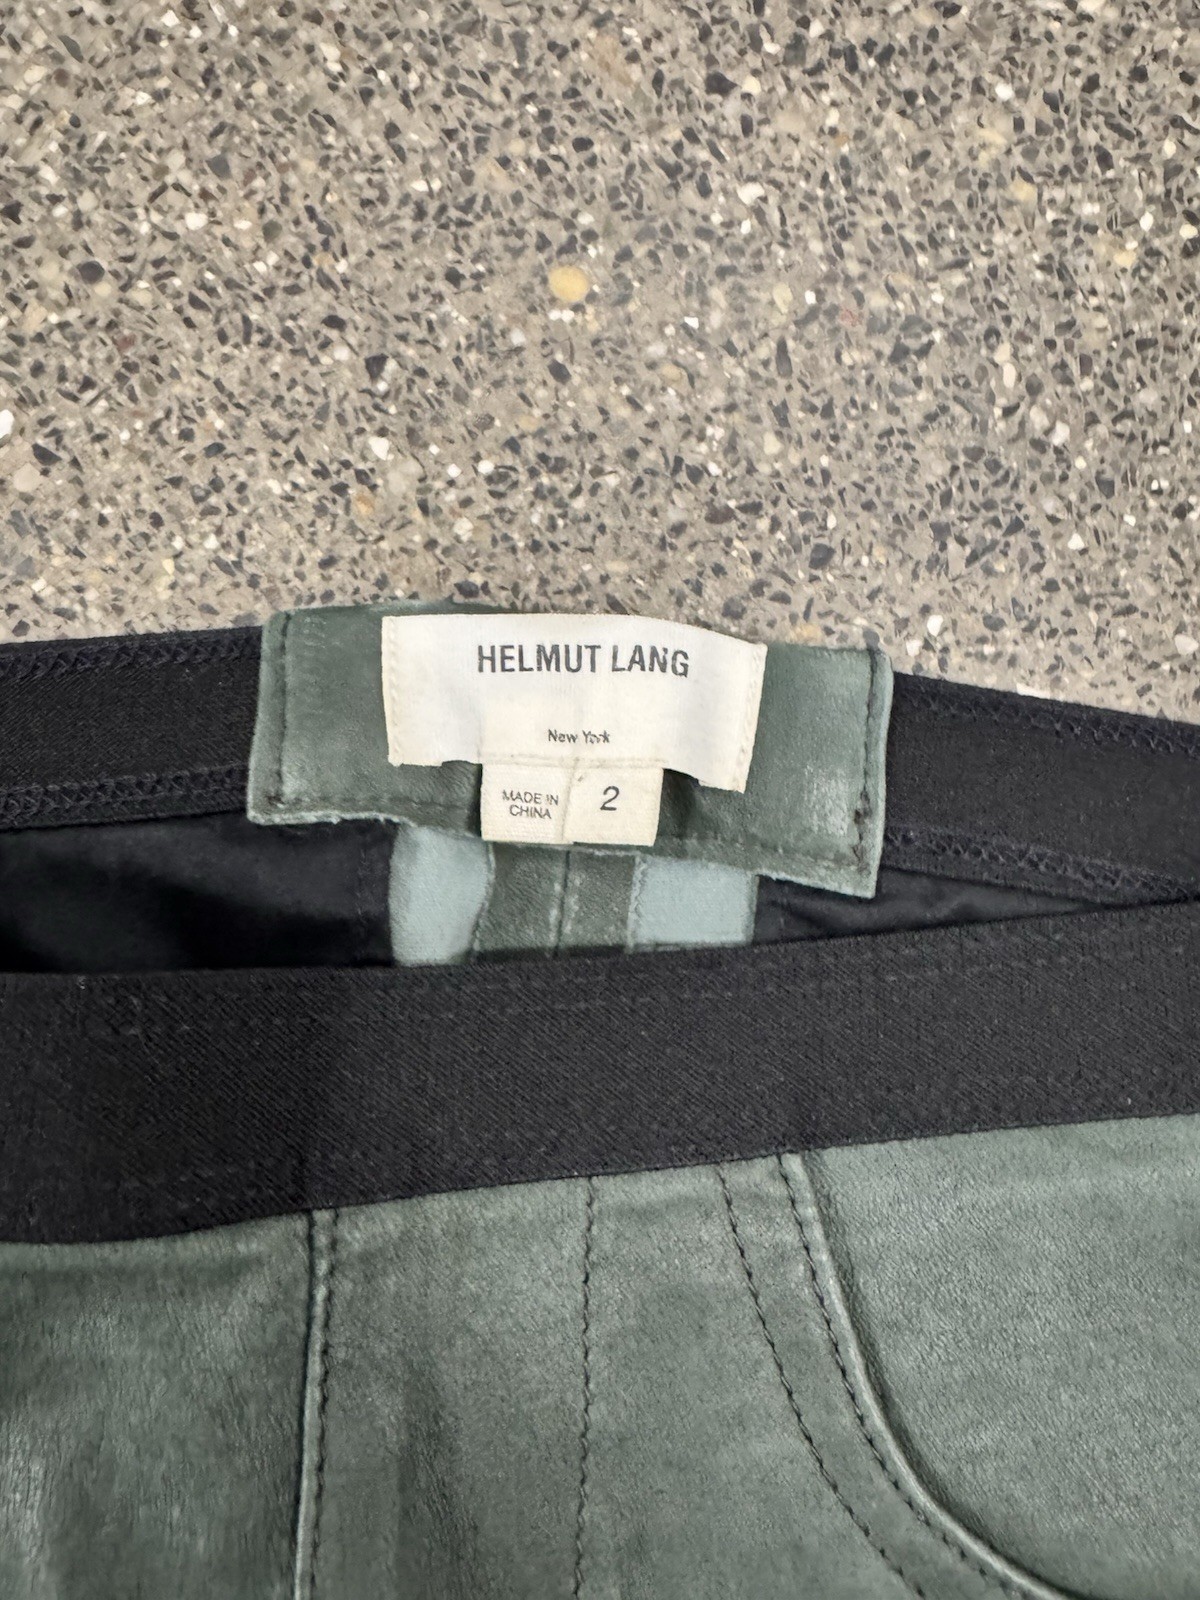 HELMUT LANG
New York
MADE IN
CHINA
2